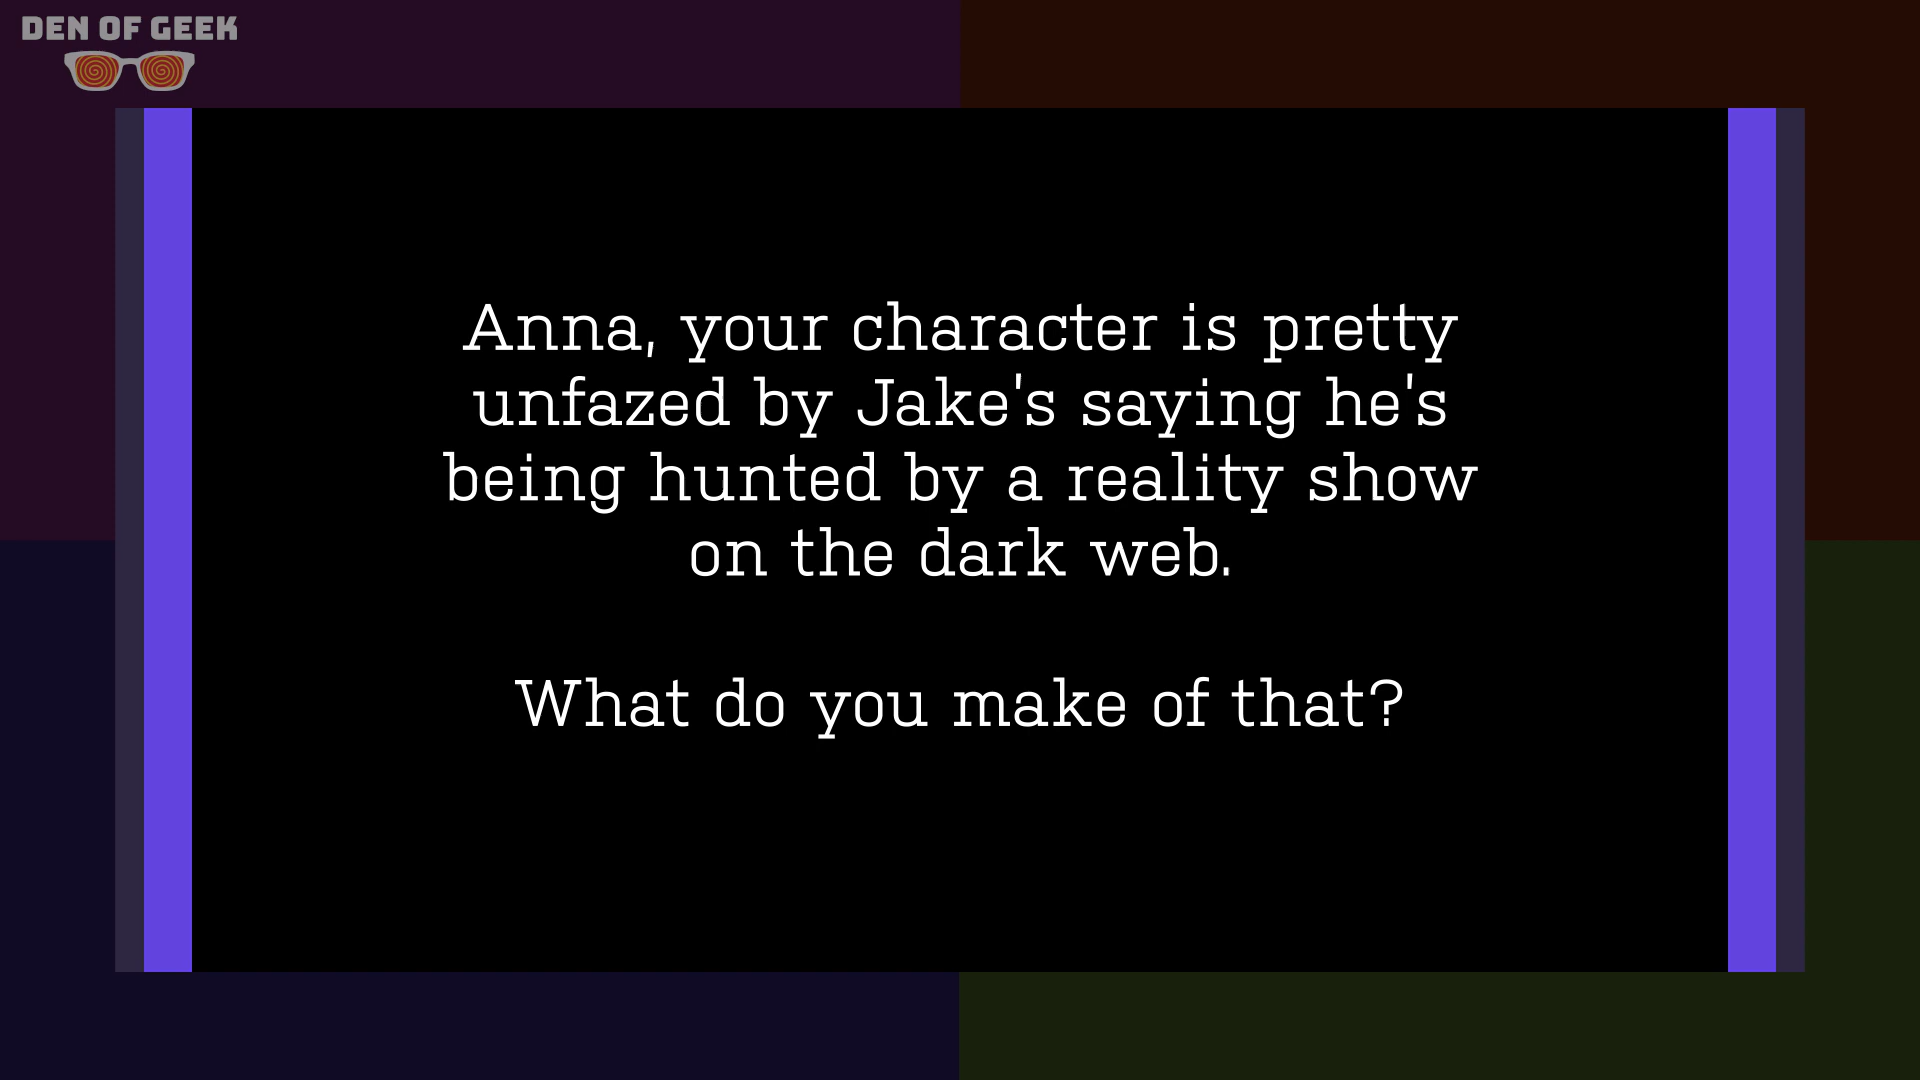 DEN OF GEEK
Anna, your character is pretty
unfazed by Jake's saying he's
being hunted by a reality show
on the dark web.
What do you make of that?